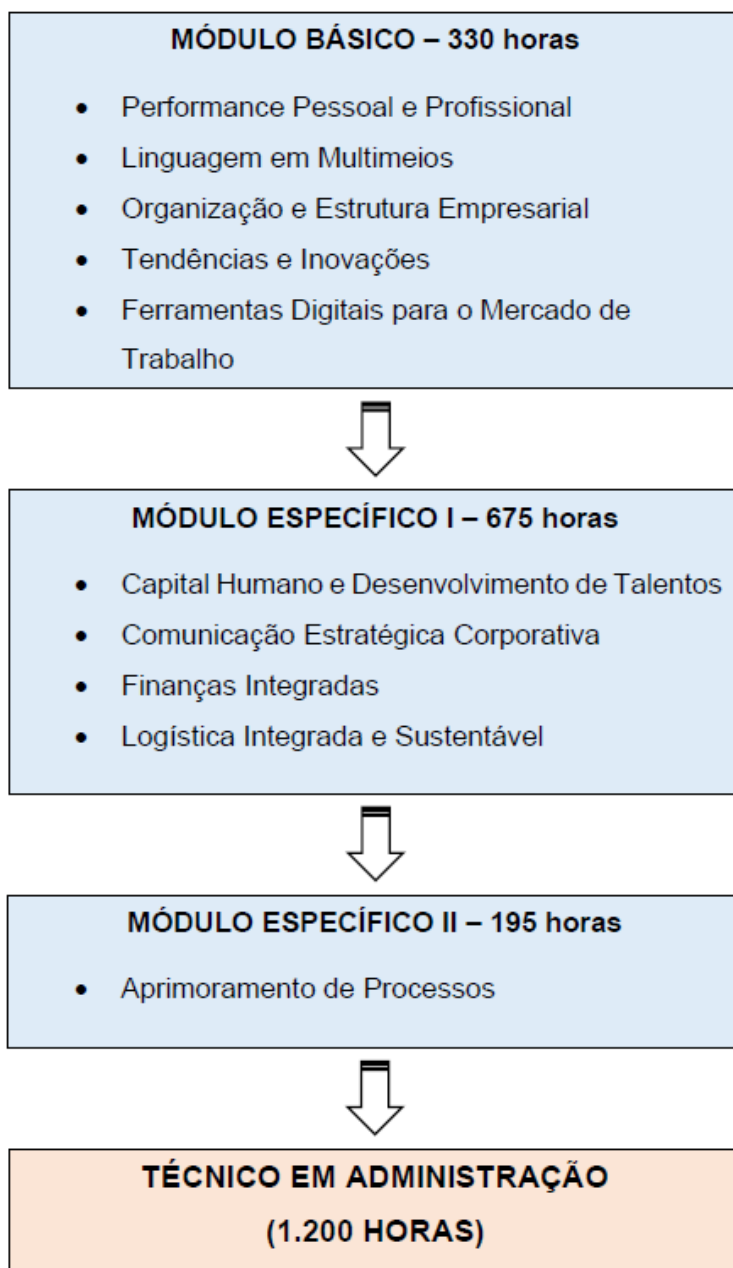 MÓDULO BÁSICO – 330 horas
• Performance Pessoal e Profissional
• Linguagem em Multimeios
• Organização e Estrutura Empresarial
• Tendências e Inovações
• Ferramentas Digitais para o Mercado de
Trabalho
MÓDULO ESPECÍFICO I – 675 horas
• Capital Humano e Desenvolvimento de Talentos
• Comunicação Estratégica Corporativa
• Finanças Integradas
• Logística Integrada e Sustentável
MÓDULO ESPECÍFICO II – 195 horas
• Aprimoramento de Processos
TÉCNICO EM ADMINISTRAÇÃO
(1.200 HORAS)